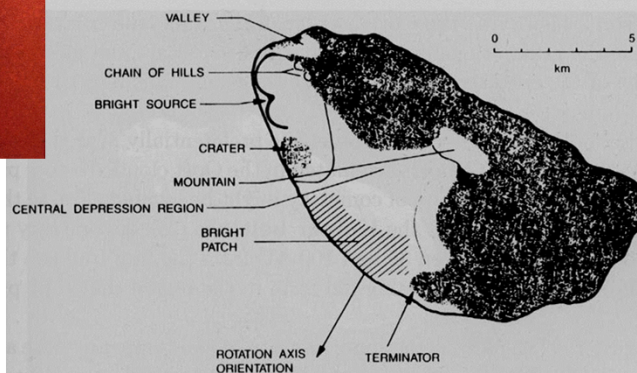 VALLEY
0 5
km
CHAIN OF HILLS
BRIGHT SOURCE
CRATER
MOUNTAIN
CENTRAL DEPRESSION REGION
BRIGHT
PATCH
ROTATION AXIS
ORIENTATION
TERMINATOR